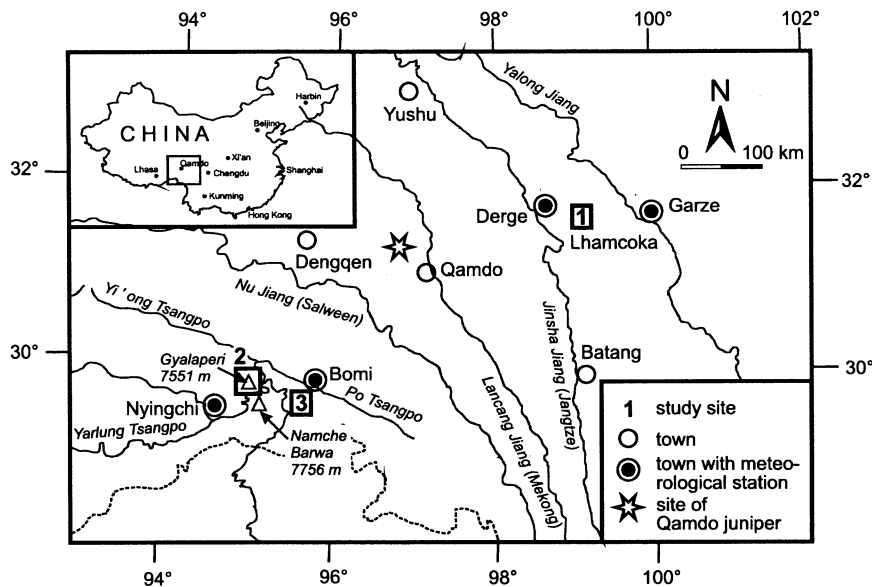 94°
96°
98°
100°
102°
Harbin
Beijing
CHINA
Xi'an
Lhasa
Qamdo
Chengdu
Shanghai
Kunming
Hong Kong
Yushu
Yalong Jiang
N
0 100 km
32°
32°
Derge
1
Lhamcoka
Garze
Dengqen
Qamdo
Nu Jiang (Salween)
Yi'ong Tsangpo
Jinsha Jiang (Jangtze)
Lancang Jiang (Mekong)
Batang
30°
30°
Gyalaperi
7551 m
2
Bomi
Po Tsangpo
3
Nyingchi
Yarlung Tsangpo
Namche
Barwa
7756 m
1 study site
town
town with meteo-
rological station
site of
Qamdo juniper
94°
96°
98°
100°